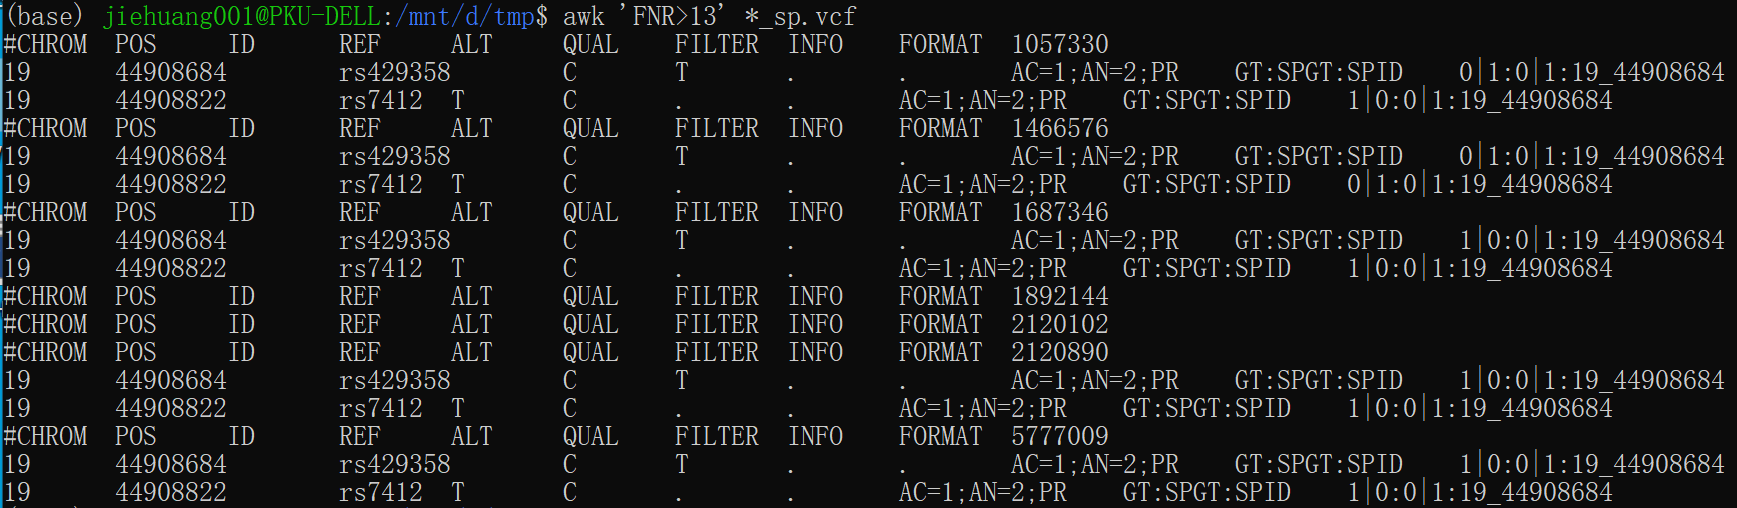 (base) jiehuang001@PKU-DELL:/mnt/d/tmp$ awk 'FNR>13' *_sp.vcf
#CHROM POS ID REF ALT QUAL FILTER INFO FORMAT 1057330
19 44908684 rs429358 C T . . AC=1;AN=2;PR GT:SPGT:SPID 0|1:0|1:19_44908684
19 44908822 rs7412 T C . . AC=1;AN=2;PR GT:SPGT:SPID 1|0:0|1:19_44908684
#CHROM POS ID REF ALT QUAL FILTER INFO FORMAT 1466576
19 44908684 rs429358 C T . . AC=1;AN=2;PR GT:SPGT:SPID 0|1:0|1:19_44908684
19 44908822 rs7412 T C . . AC=1;AN=2;PR GT:SPGT:SPID 0|1:0|1:19_44908684
#CHROM POS ID REF ALT QUAL FILTER INFO FORMAT 1687346
19 44908684 rs429358 C T . . AC=1;AN=2;PR GT:SPGT:SPID 1|0:0|1:19_44908684
19 44908822 rs7412 T C . . AC=1;AN=2;PR GT:SPGT:SPID 1|0:0|1:19_44908684
#CHROM POS ID REF ALT QUAL FILTER INFO FORMAT 1892144
#CHROM POS ID REF ALT QUAL FILTER INFO FORMAT 2120102
#CHROM POS ID REF ALT QUAL FILTER INFO FORMAT 2120890
19 44908684 rs429358 C T . . AC=1;AN=2;PR GT:SPGT:SPID 1|0:0|1:19_44908684
19 44908822 rs7412 T C . . AC=1;AN=2;PR GT:SPGT:SPID 1|0:0|1:19_44908684
#CHROM POS ID REF ALT QUAL FILTER INFO FORMAT 5777009
19 44908684 rs429358 C T . . AC=1;AN=2;PR GT:SPGT:SPID 1|0:0|1:19_44908684
19 44908822 rs7412 T C . . AC=1;AN=2;PR GT:SPGT:SPID 1|0:0|1:19_44908684